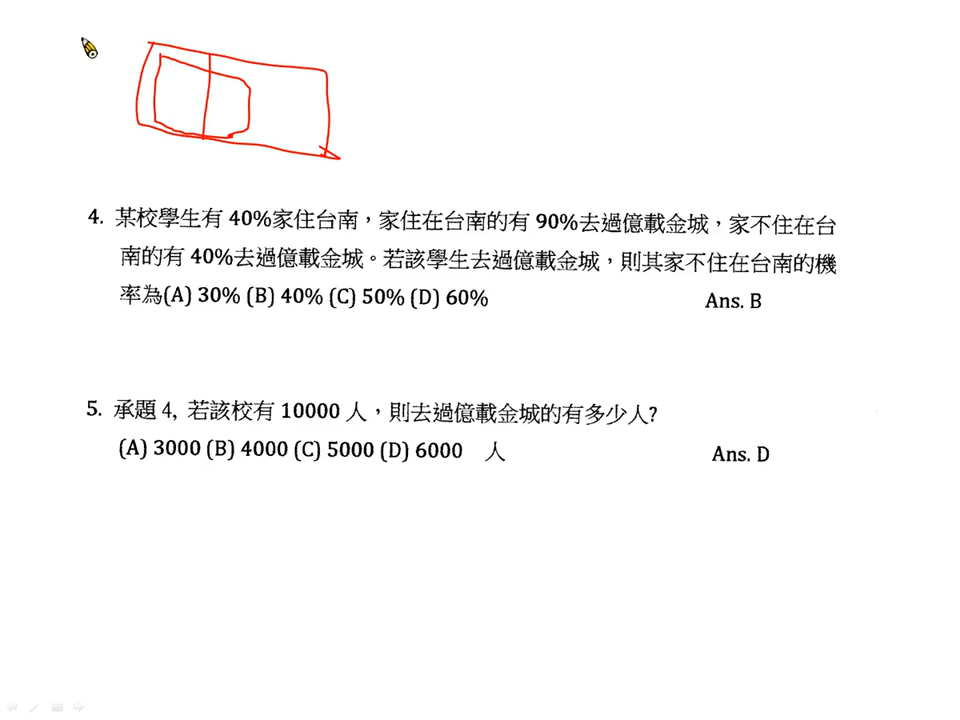 4. 某校學生有 40%家住台南，家住在台南的有 90%去過億載金城，家不住在台
南的有 40%去過億載金城。若該學生去過億載金城，則其家不住在台南的機
率為(A) 30% (B) 40% (C) 50% (D) 60% Ans. B
5. 承題 4, 若該校有 10000 人，則去過億載金城的有多少人?
(A) 3000 (B) 4000 (C) 5000 (D) 6000 人 Ans. D